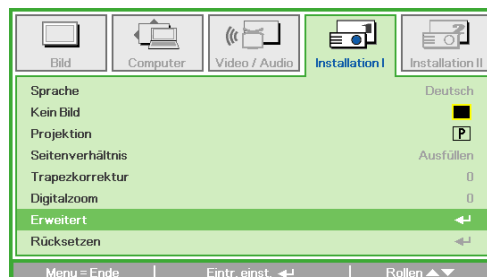 Bild
Computer
Video / Audio
Installation I
Installation II
Sprache Deutsch
Kein Bild
Projektion P
Seitenverhältnis Ausfüllen
Trapezkorrektur 0
Digitalzoom 0
Erweitert
Rücksetzen
Menu = Ende Eintr. einst. Rollen